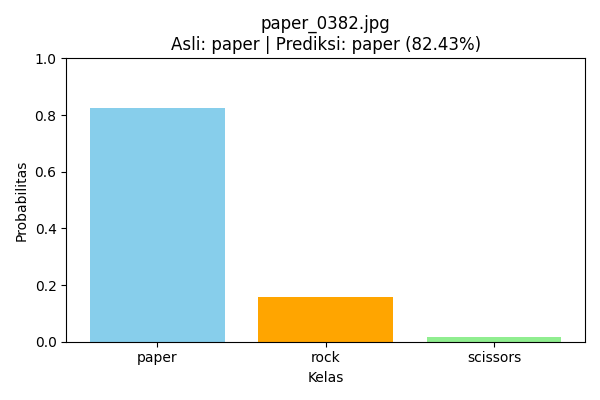 paper_0382.jpg
Asli: paper | Prediksi: paper (82.43%)
1.0
0.8
0.6
0.4
0.2
0.0
Probabilitas
paper rock scissors
Kelas